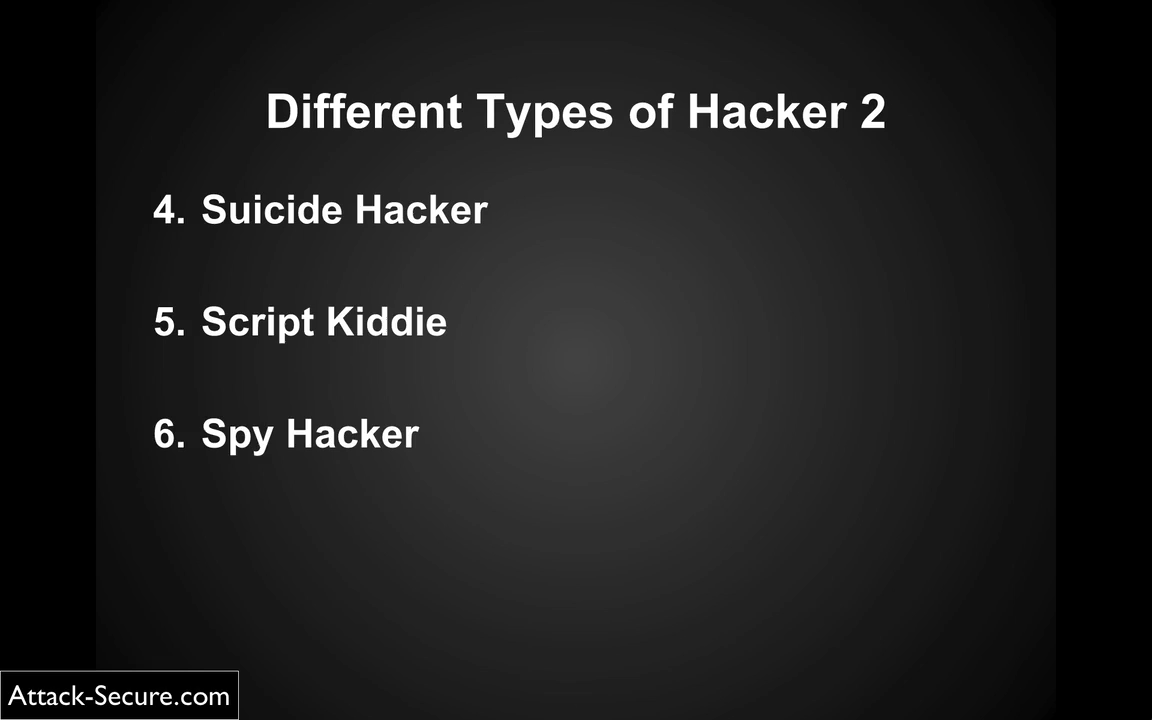 Different Types of Hacker 2
4. Suicide Hacker
5. Script Kiddie
6. Spy Hacker
Attack-Secure.com